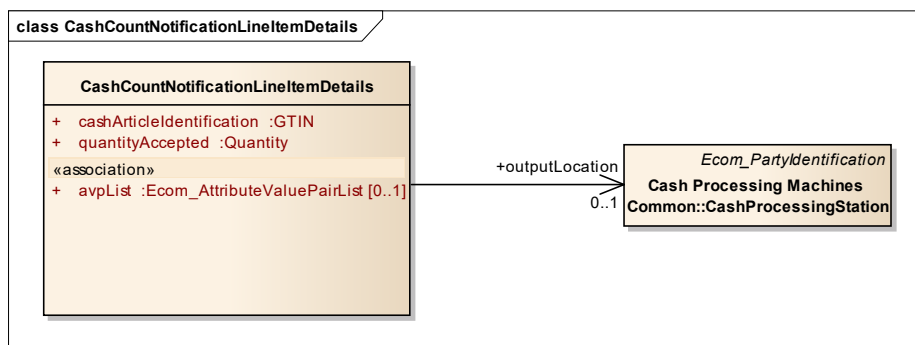 class CashCountNotificationLineItemDetails
CashCountNotificationLineItemDetails
+ cashArticleIdentification :GTIN
+ quantityAccepted :Quantity
«association»
+ avpList :Ecom_AttributeValuePairList [0..1]
+outputLocation
0..1
Ecom_PartyIdentification
Cash Processing Machines
Common::CashProcessingStation